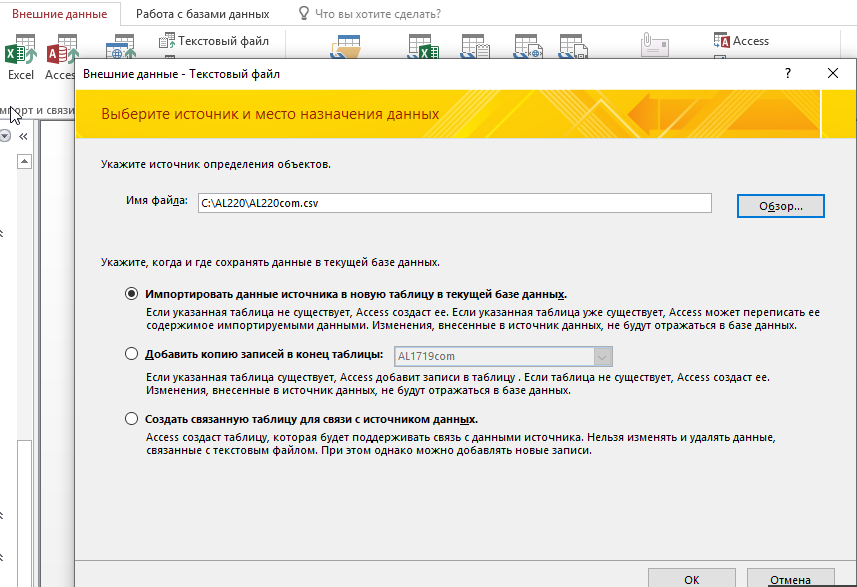 Внешние данные
Работа с базами данных
Что вы хотите сделать?
Текстовый файл
Access
Excel
Acces
мпорт и связи
Внешние данные - Текстовый файл
?
Выберите источник и место назначения данных
Укажите источник определения объектов.
Имя файла: C:\AL220\AL220com.csv
Обзор...
Укажите, когда и где сохранять данные в текущей базе данных.
Импортировать данные источника в новую таблицу в текущей базе данных.
Если указанная таблица не существует, Access создаст ее. Если указанная таблица уже существует, Access может переписать ее
содержимое импортируемыми данными. Изменения, внесенные в источник данных, не будут отражаться в базе данных.
Добавить копию записей в конец таблицы: AL1719com
Если указанная таблица существует, Access добавит записи в таблицу . Если таблица не существует, Access создаст ее.
Изменения, внесенные в источник данных, не будут отражаться в базе данных.
Создать связанную таблицу для связи с источником данных.
Access создаст таблицу, которая будет поддерживать связь с данными источника. Нельзя изменять и удалять данные,
связанные с текстовым файлом. При этом однако можно добавлять новые записи.
ОК
Отмена